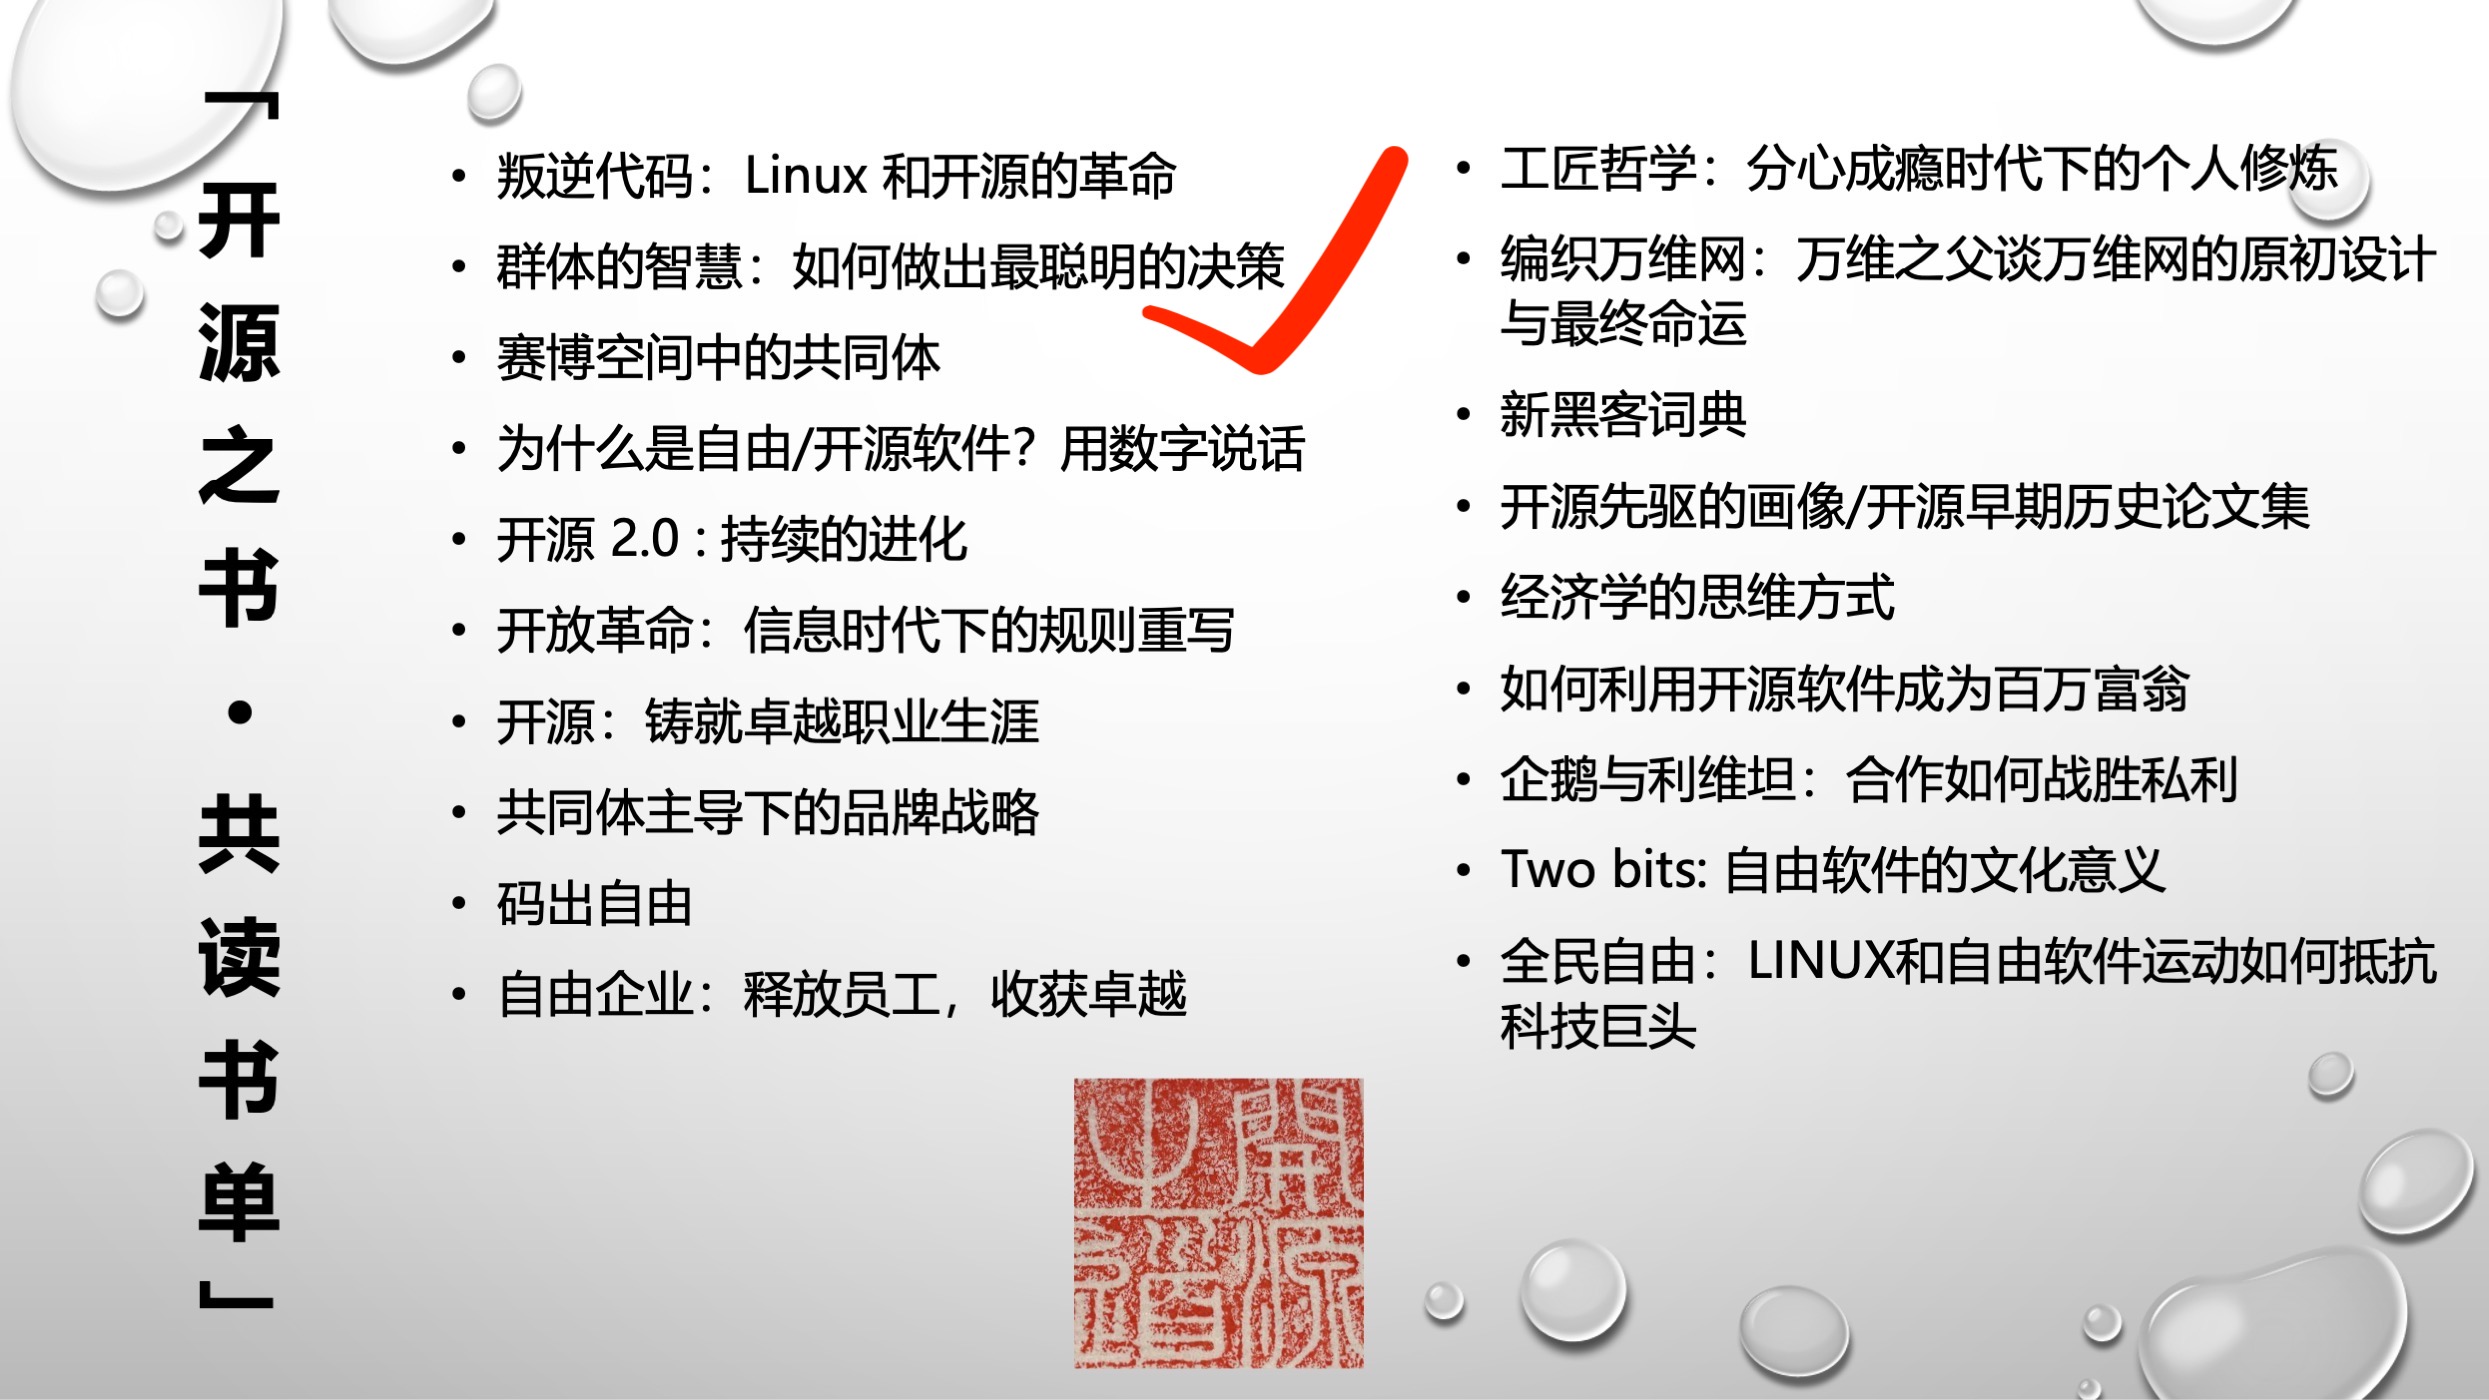 「开源之书·共读书单」
• 叛逆代码：Linux 和开源的革命
• 群体的智慧：如何做出最聪明的决策
• 赛博空间中的共同体
• 为什么是自由/开源软件？用数字说话
• 开源 2.0 : 持续的进化
• 开放革命：信息时代下的规则重写
• 开源：铸就卓越职业生涯
• 共同体主导下的品牌战略
• 码出自由
• 自由企业：释放员工，收获卓越
• 工匠哲学：分心成瘾时代下的个人修炼
• 编织万维网：万维之父谈万维网的原初设计
与最终命运
• 新黑客词典
• 开源先驱的画像/开源早期历史论文集
• 经济学的思维方式
• 如何利用开源软件成为百万富翁
• 企鹅与利维坦：合作如何战胜私利
• Two bits: 自由软件的文化意义
• 全民自由：LINUX和自由软件运动如何抵抗
科技巨头
開源之道